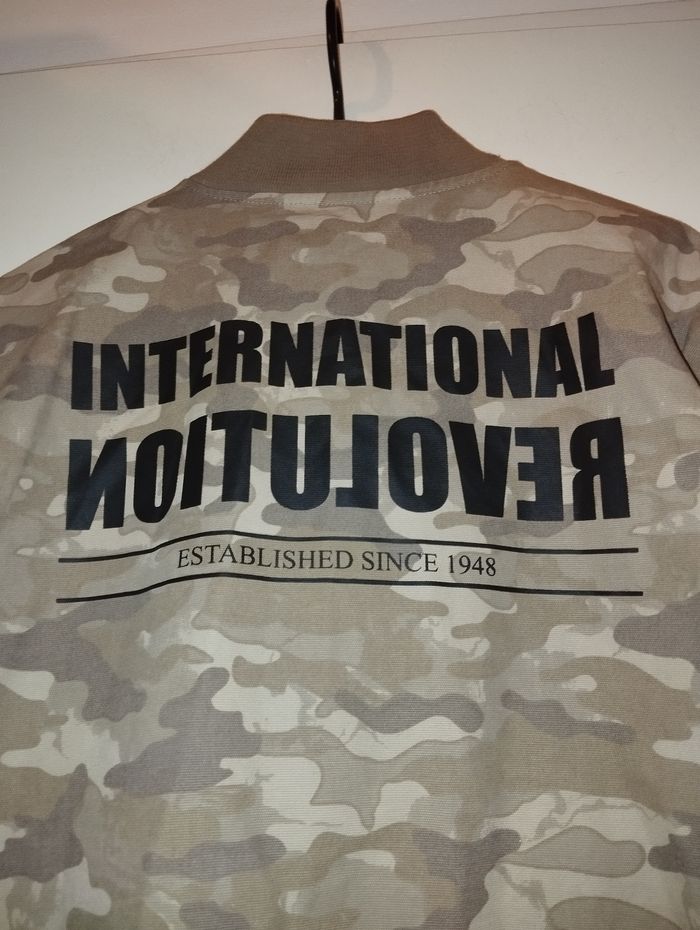 INTERNATIONAL
REVOLUTION
ESTABLISHED SINCE 1948